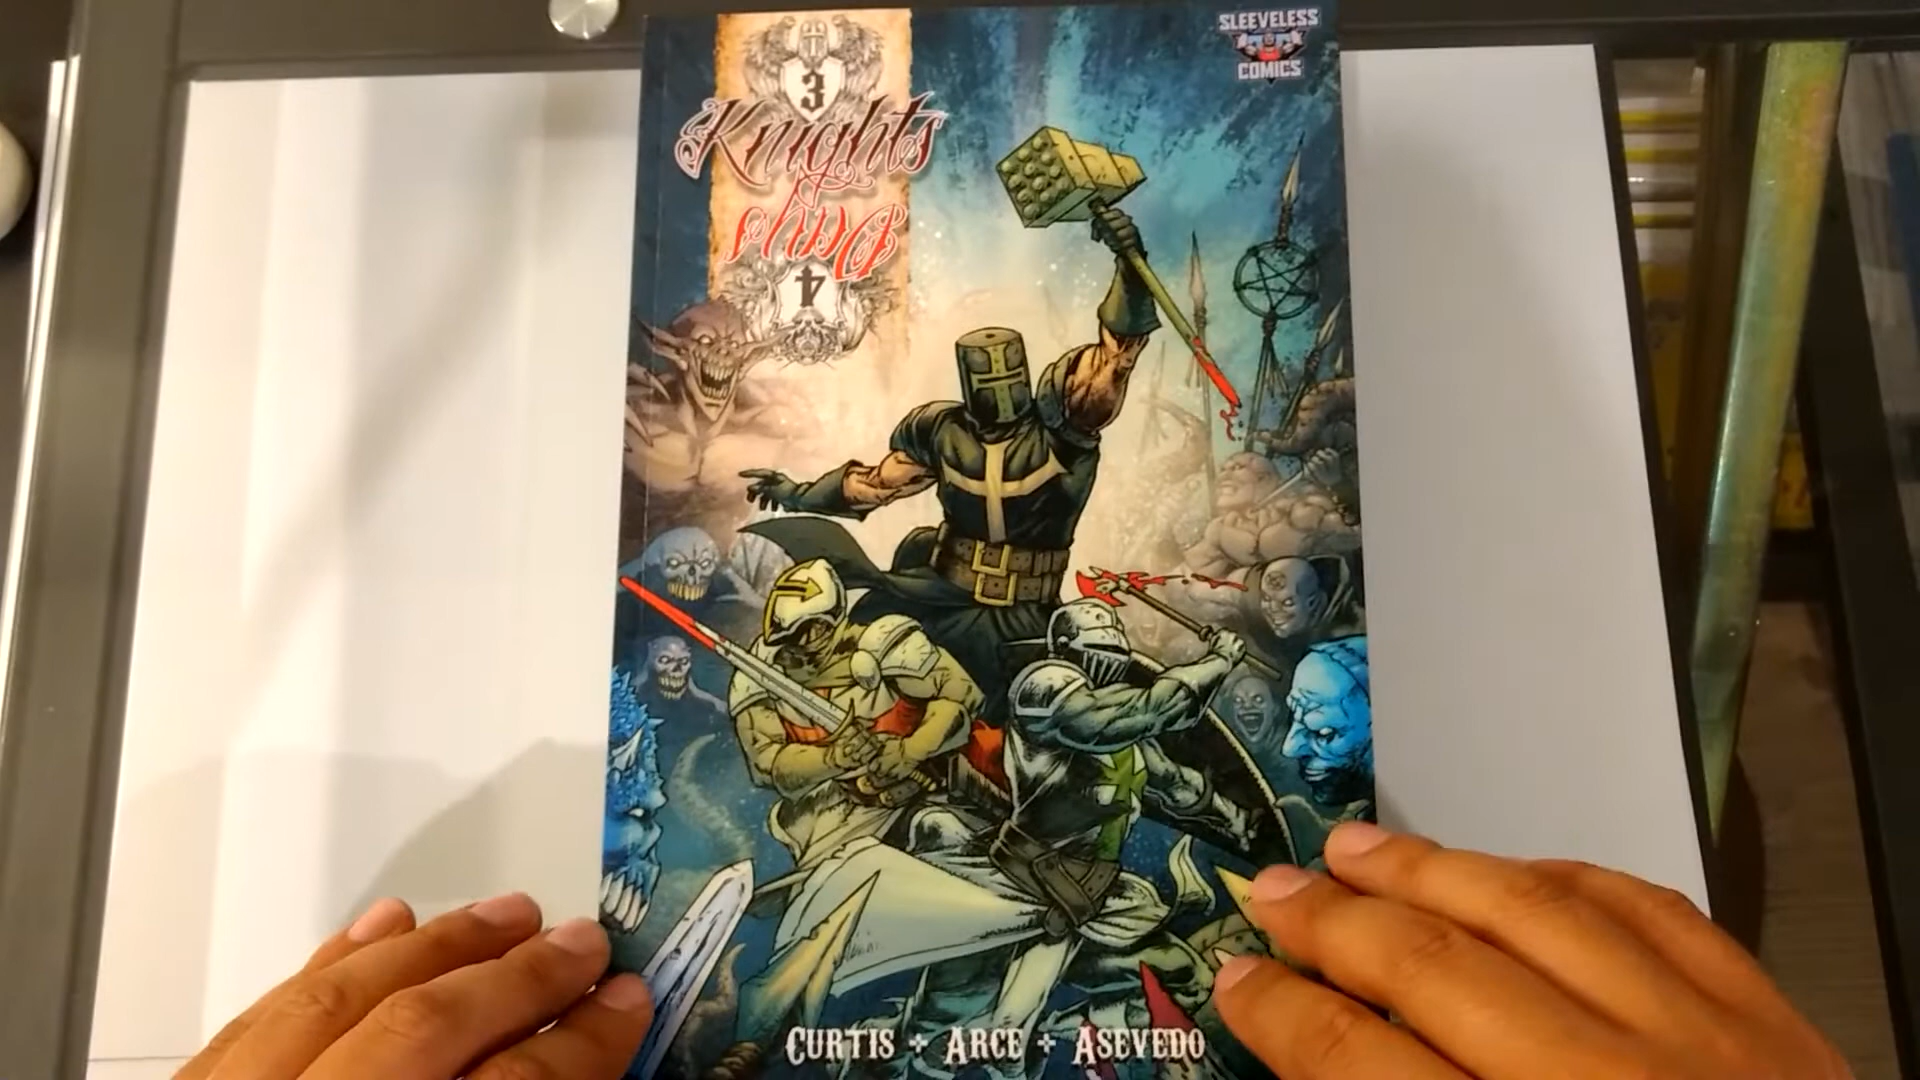 SLEEVELESS
COMICS
3
Knights
Days
4
CURTIS + ARCE + ASEVEDO